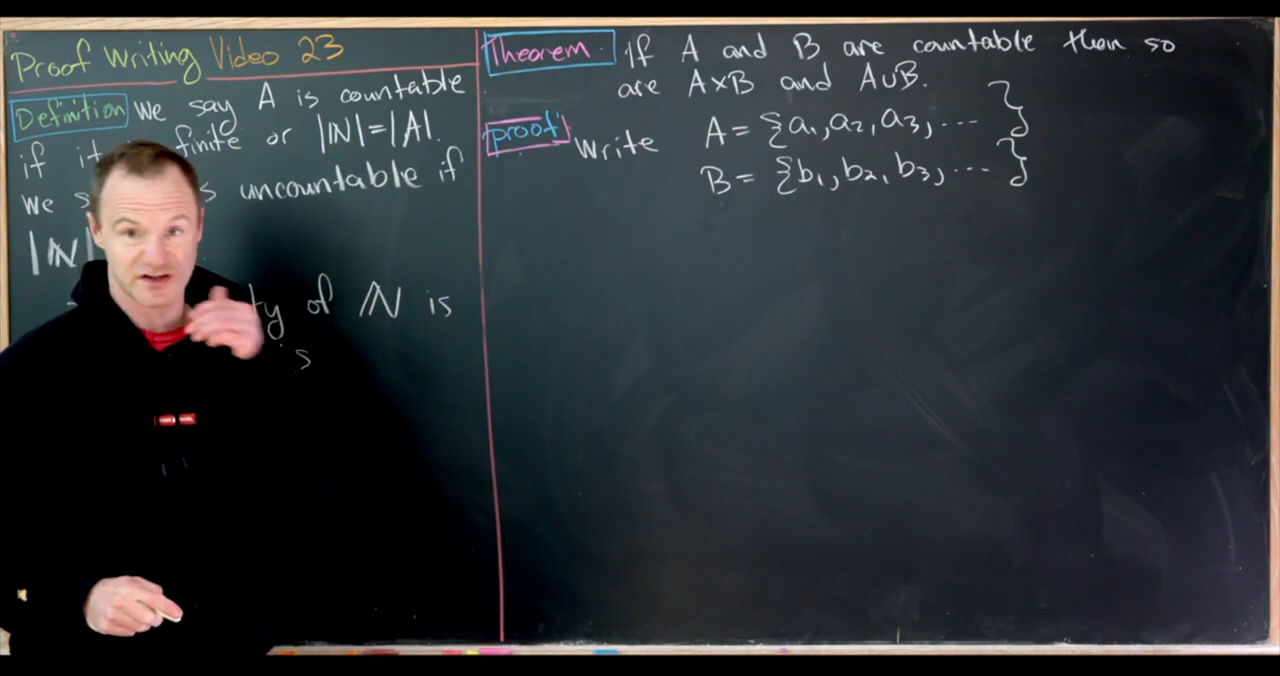 Proof Writing Video 23
Definition We say A is countable
if it finite or |ℕ|=|A|.
We s s uncountable if
|ℕ|
ty of ℕ is
s
Theorem. If A and B are countable then so
are A×B and A∪B.
proof Write A = {a₁, a₂, a₃, ... }
B = {b₁, b₂, b₃, ... }